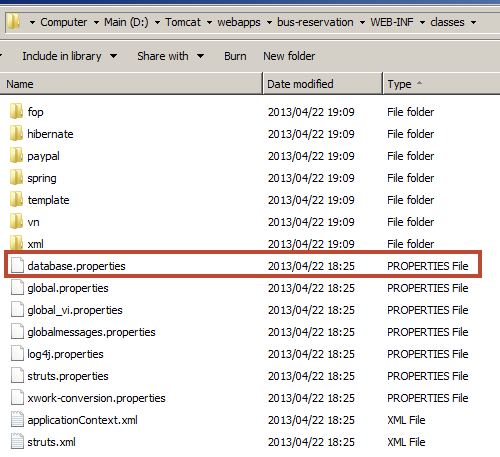 Computer Main (D:) Tomcat webapps bus-reservation WEB-INF classes
Include in library Share with Burn New folder
Name Date modified Type
fop 2013/04/22 19:09 File folder
hibernate 2013/04/22 19:09 File folder
paypal 2013/04/22 19:09 File folder
spring 2013/04/22 19:09 File folder
template 2013/04/22 19:09 File folder
vn 2013/04/22 19:09 File folder
xml 2013/04/22 19:09 File folder
database.properties 2013/04/22 18:25 PROPERTIES File
global.properties 2013/04/22 18:25 PROPERTIES File
global_vi.properties 2013/04/22 18:25 PROPERTIES File
globalmessages.properties 2013/04/22 18:25 PROPERTIES File
log4j.properties 2013/04/22 18:25 PROPERTIES File
struts.properties 2013/04/22 18:25 PROPERTIES File
xwork-conversion.properties 2013/04/22 18:25 PROPERTIES File
applicationContext.xml 2013/04/22 18:25 XML File
struts.xml 2013/04/22 18:25 XML File